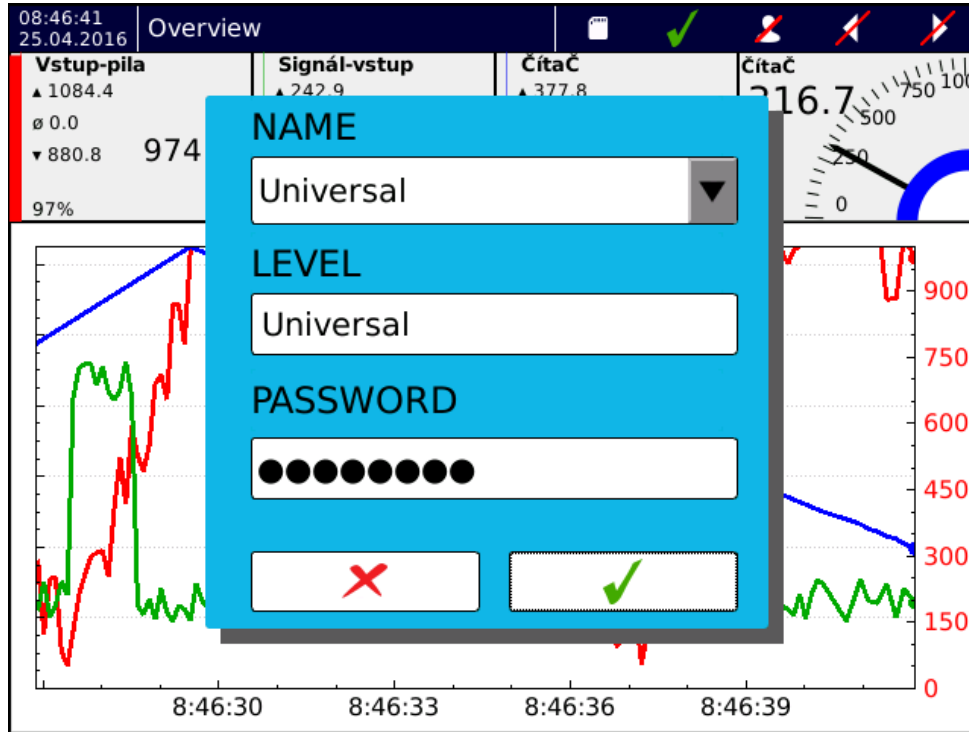 08:46:41
25.04.2016
Overview
Vstup-pila
▲ 1084.4
ø 0.0
▼ 880.8
974
97%
Signál-vstup
▲ 242.9
ČítaČ
▲ 377.8
ČítaČ
216.7
0
250
500
750
NAME
Universal
LEVEL
Universal
PASSWORD
●●●●●●●●
900
750
600
450
300
150
0
8:46:30
8:46:33
8:46:36
8:46:39